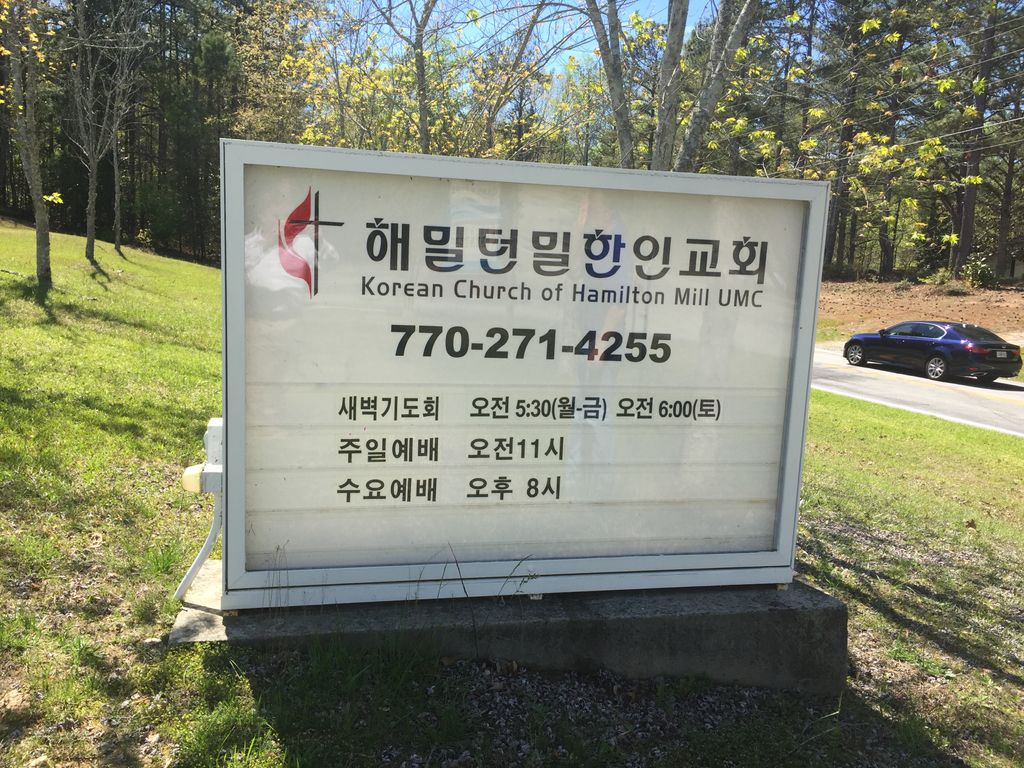 해밀턴밀한인교회
Korean Church of Hamilton Mill UMC
770-271-4255
새벽기도회 오전 5:30(월-금) 오전 6:00(토)
주일예배 오전11시
수요예배 오후 8시